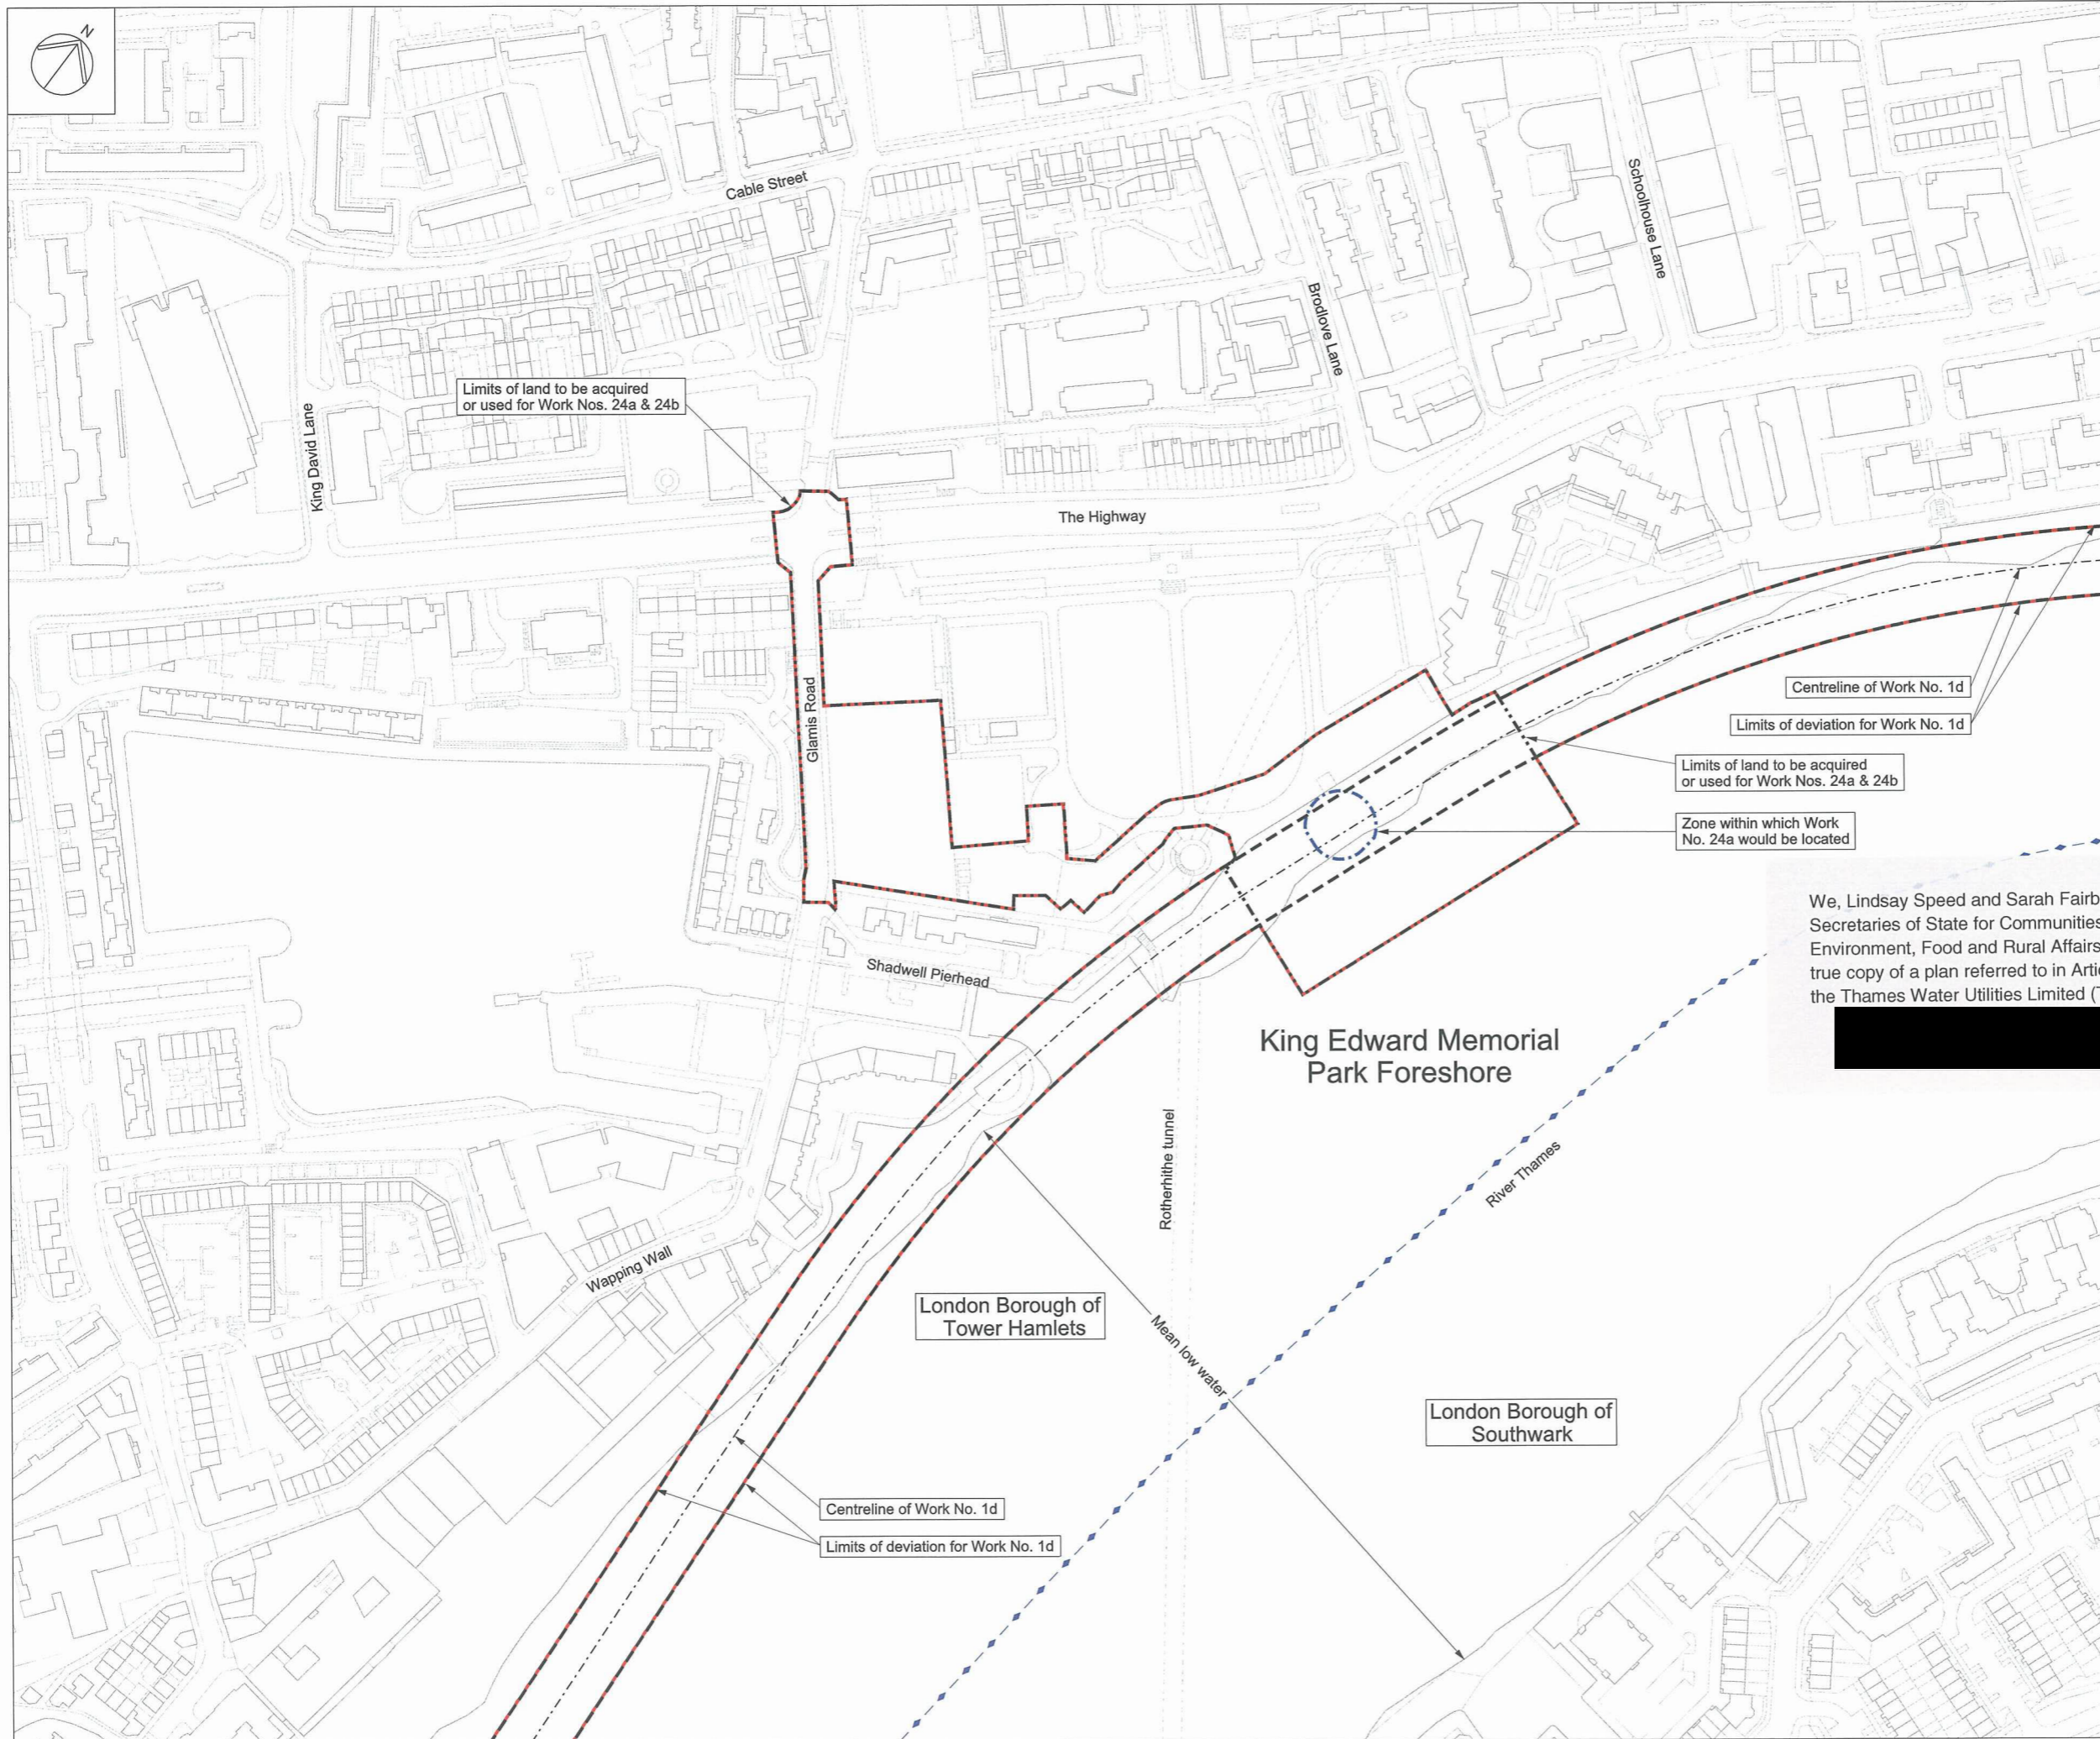 N
Cable Street
Schoolhouse Lane
Brodlove Lane
King David Lane
Limits of land to be acquired
or used for Work Nos. 24a & 24b
The Highway
Glamis Road
Centreline of Work No. 1d
Limits of deviation for Work No. 1d
Limits of land to be acquired
or used for Work Nos. 24a & 24b
Zone within which Work
No. 24a would be located
We, Lindsay Speed and Sarah Fairb
Secretaries of State for Communities
Environment, Food and Rural Affairs
true copy of a plan referred to in Arti
the Thames Water Utilities Limited (T
Shadwell Pierhead
King Edward Memorial
Park Foreshore
Rotherhithe tunnel
River Thames
Wapping Wall
London Borough of
Tower Hamlets
Mean low water
London Borough of
Southwark
Centreline of Work No. 1d
Limits of deviation for Work No. 1d